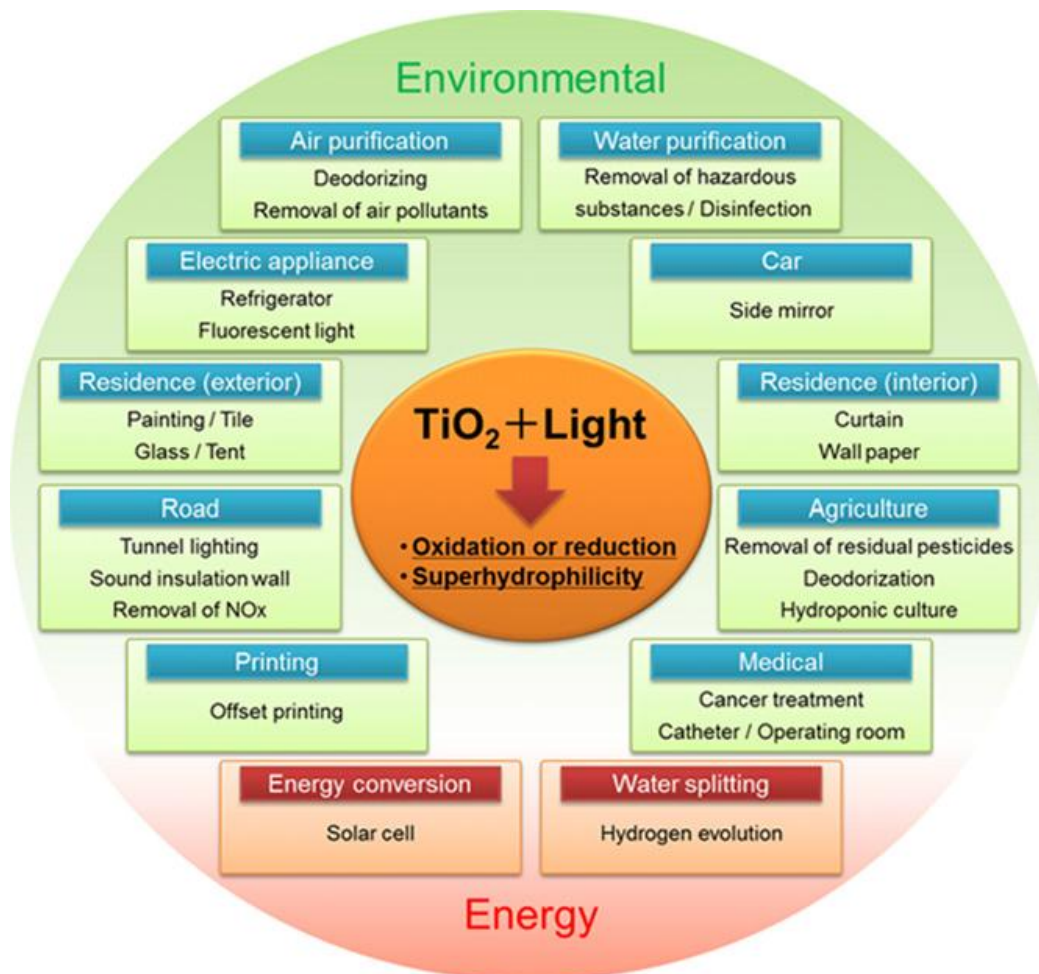 Environmental
Air purification
Deodorizing
Removal of air pollutants
Water purification
Removal of hazardous
substances / Disinfection
Electric appliance
Refrigerator
Fluorescent light
Car
Side mirror
Residence (exterior)
Painting / Tile
Glass / Tent
TiO₂+Light
• Oxidation or reduction
• Superhydrophilicity
Residence (interior)
Curtain
Wall paper
Road
Tunnel lighting
Sound insulation wall
Removal of NOx
Agriculture
Removal of residual pesticides
Deodorization
Hydroponic culture
Printing
Offset printing
Medical
Cancer treatment
Catheter / Operating room
Energy conversion
Solar cell
Water splitting
Hydrogen evolution
Energy